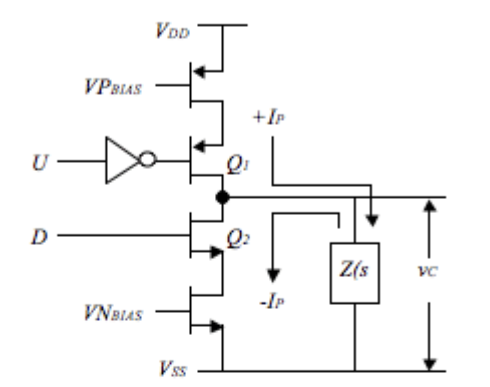 VDD
VPBIAS
+IP
U
Q1
D
Q2
Z(s
vC
-IP
VNBIAS
VSS